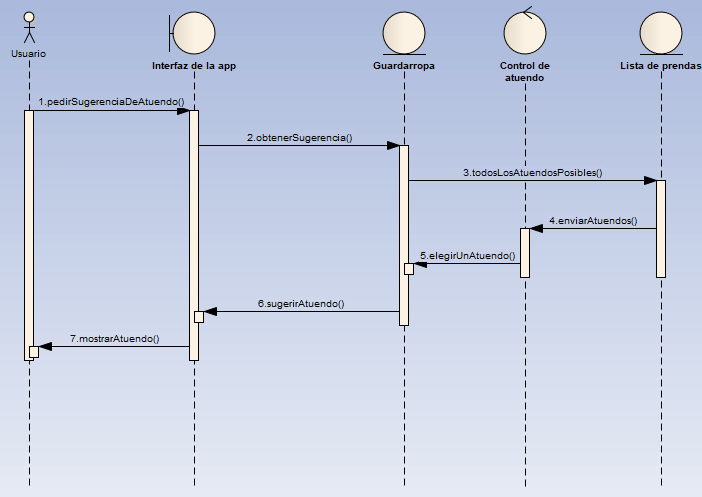 Usuario
Interfaz de la app
Guardarropa
Control de
atuendo
Lista de prendas
1.pedirSugerenciaDeAtuendo()
2.obtenerSugerencia()
3.todosLosAtuendosPosibles()
4.enviarAtuendos()
5.elegirUnAtuendo()
6.sugerirAtuendo()
7.mostrarAtuendo()